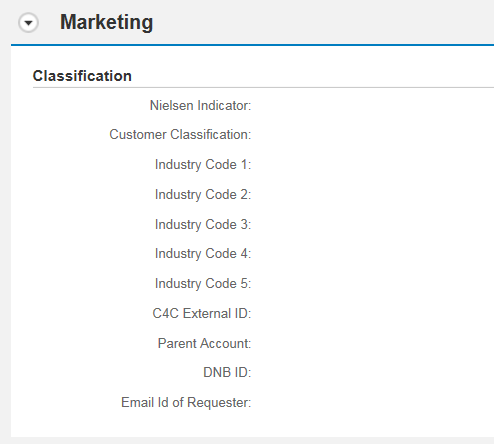 Marketing
Classification
Nielsen Indicator:
Customer Classification:
Industry Code 1:
Industry Code 2:
Industry Code 3:
Industry Code 4:
Industry Code 5:
C4C External ID:
Parent Account:
DNB ID:
Email Id of Requester: